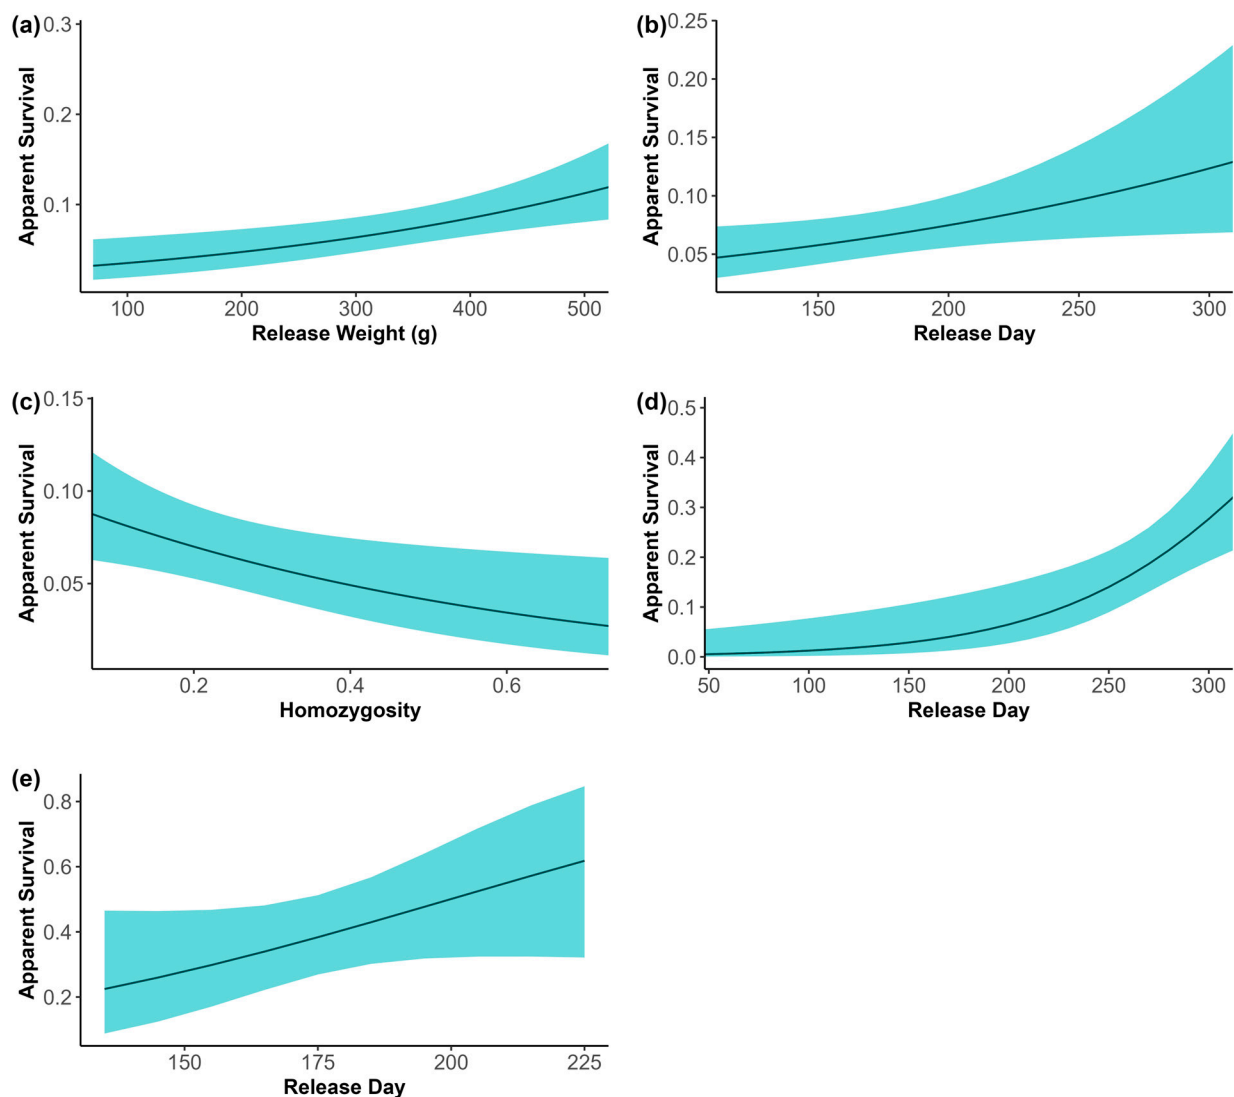 (a)
Apparent Survival
0.3
0.2
0.1
100 200 300 400 500
Release Weight (g)
(b)
Apparent Survival
0.25
0.20
0.15
0.10
0.05
150 200 250 300
Release Day
(c)
Apparent Survival
0.15
0.10
0.05
0.2 0.4 0.6
Homozygosity
(d)
Apparent Survival
0.5
0.4
0.3
0.2
0.1
0.0
50 100 150 200 250 300
Release Day
(e)
Apparent Survival
0.8
0.6
0.4
0.2
150 175 200 225
Release Day